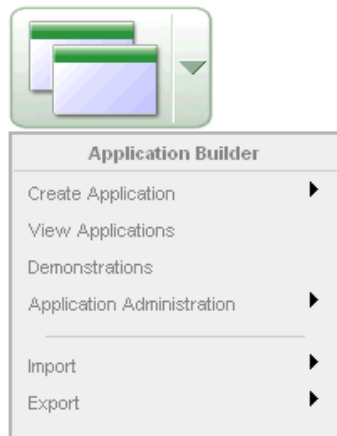 Application Builder
Create Application
View Applications
Demonstrations
Application Administration
Import
Export